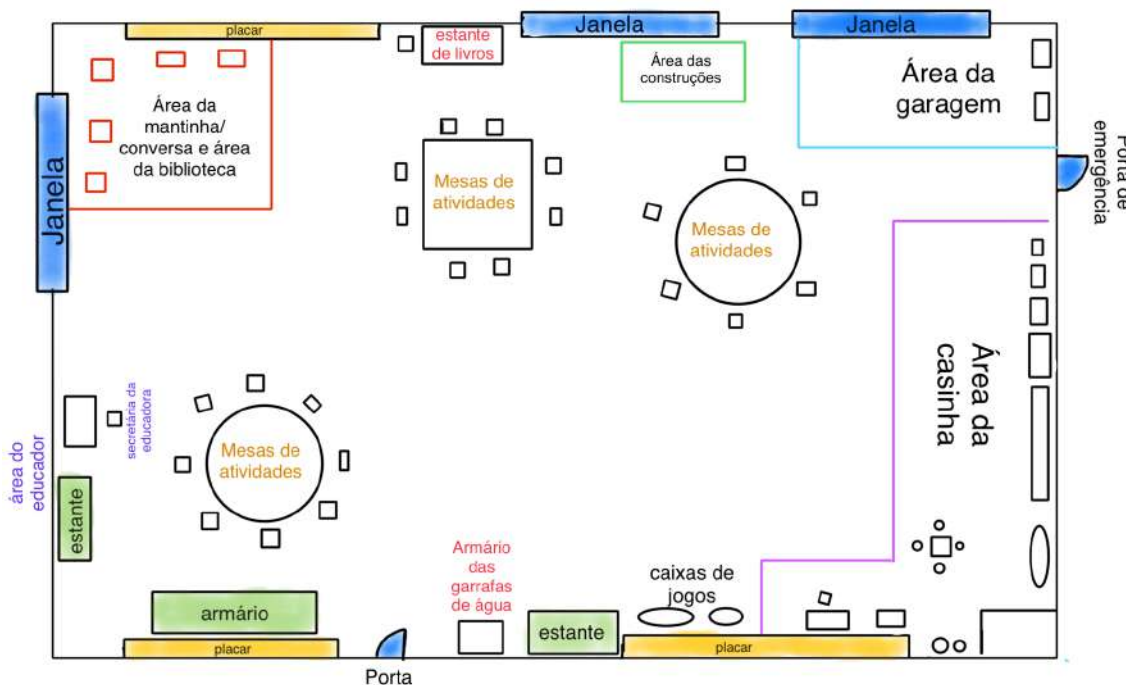 placar
estante
de livros
Janela
Janela
Área das
construções
Área da
garagem
Área da
mantinha/
conversa e área
da biblioteca
Janela
Porta de
emergência
Mesas de
atividades
Mesas de
atividades
Área da
casinha
área do
educador
secretária da
educadora
Mesas de
atividades
estante
Armário
das
garrafas
de água
caixas de
jogos
armário
estante
placar
placar
Porta